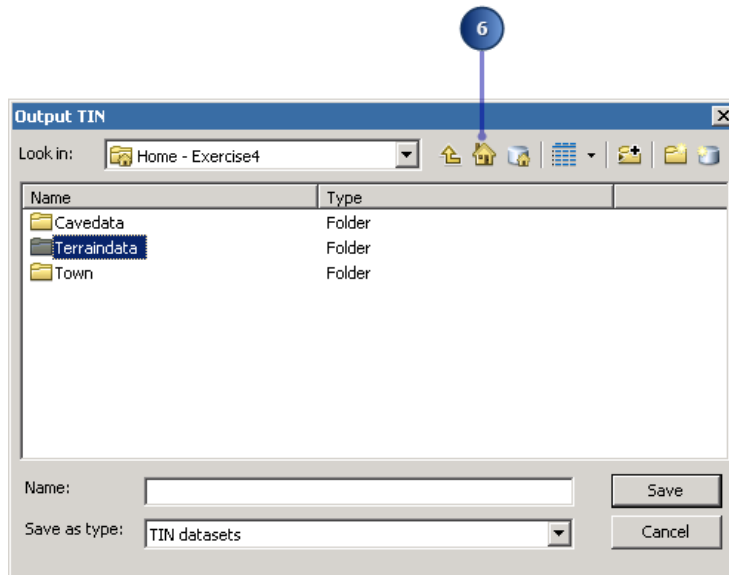 6
Output TIN
Look in: Home - Exercise4
Name Type
Cavedata Folder
Terraindata Folder
Town Folder
Name: Save
Save as type: TIN datasets Cancel